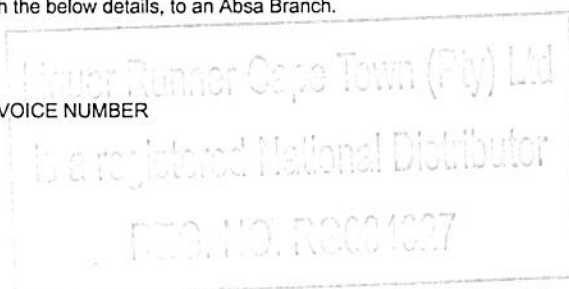 h the below details, to an Absa Branch.
Liquor Runner Cape Town (Pty) Ltd
VOICE NUMBER
is a registered National Distributor
REG. NO.